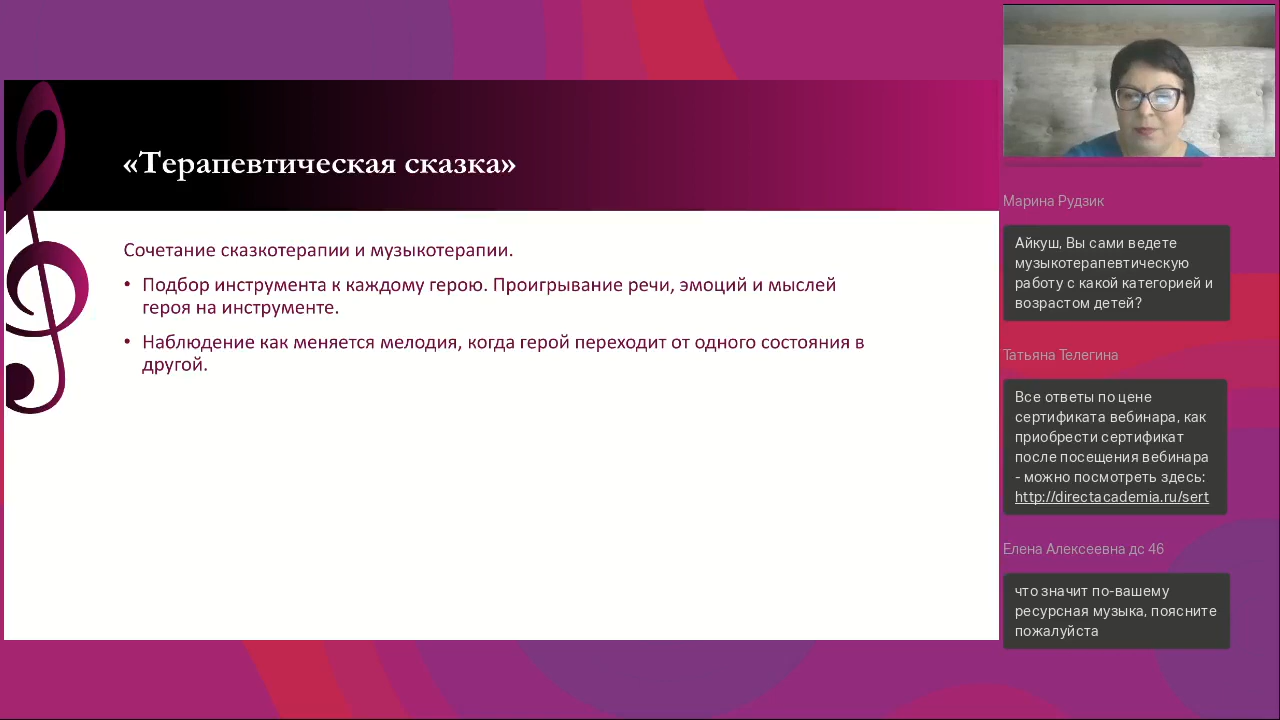 «Терапевтическая сказка»
Сочетание сказкотерапии и музыкотерапии.
• Подбор инструмента к каждому герою. Проигрывание речи, эмоций и мыслей
героя на инструменте.
• Наблюдение как меняется мелодия, когда герой переходит от одного состояния в
другой.
Марина Рудзик
Айкуш, Вы сами ведете
музыкотерапевтическую
работу с какой категорией и
возрастом детей?
Татьяна Телегина
Все ответы по цене
сертификата вебинара, как
приобрести сертификат
после посещения вебинара
- можно посмотреть здесь:
http://directacademia.ru/sert
Елена Алексеевна дс 46
что значит по-вашему
ресурсная музыка, поясните
пожалуйста